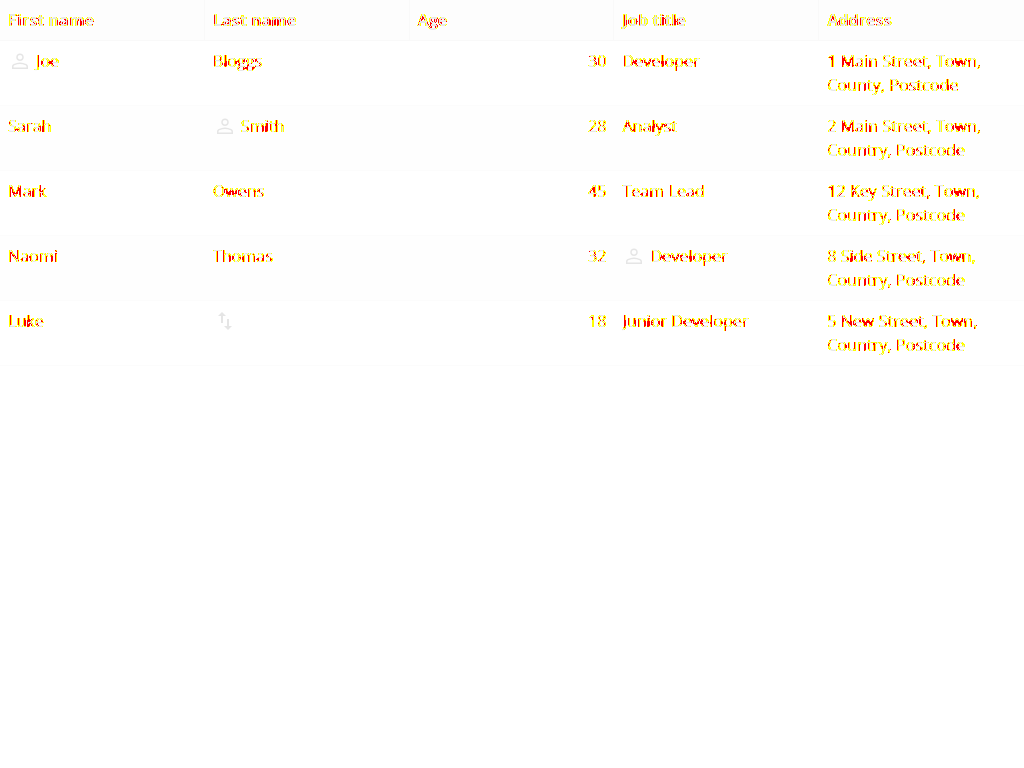 First name Last name Age Job title Address
Joe Bloggs 30 Developer 1 Main Street, Town,
County, Postcode
Sarah Smith 28 Analyst 2 Main Street, Town,
Country, Postcode
Mark Owens 45 Team Lead 12 Key Street, Town,
Country, Postcode
Naomi Thomas 32 Developer 8 Side Street, Town,
Country, Postcode
Luke 18 Junior Developer 5 New Street, Town,
Country, Postcode